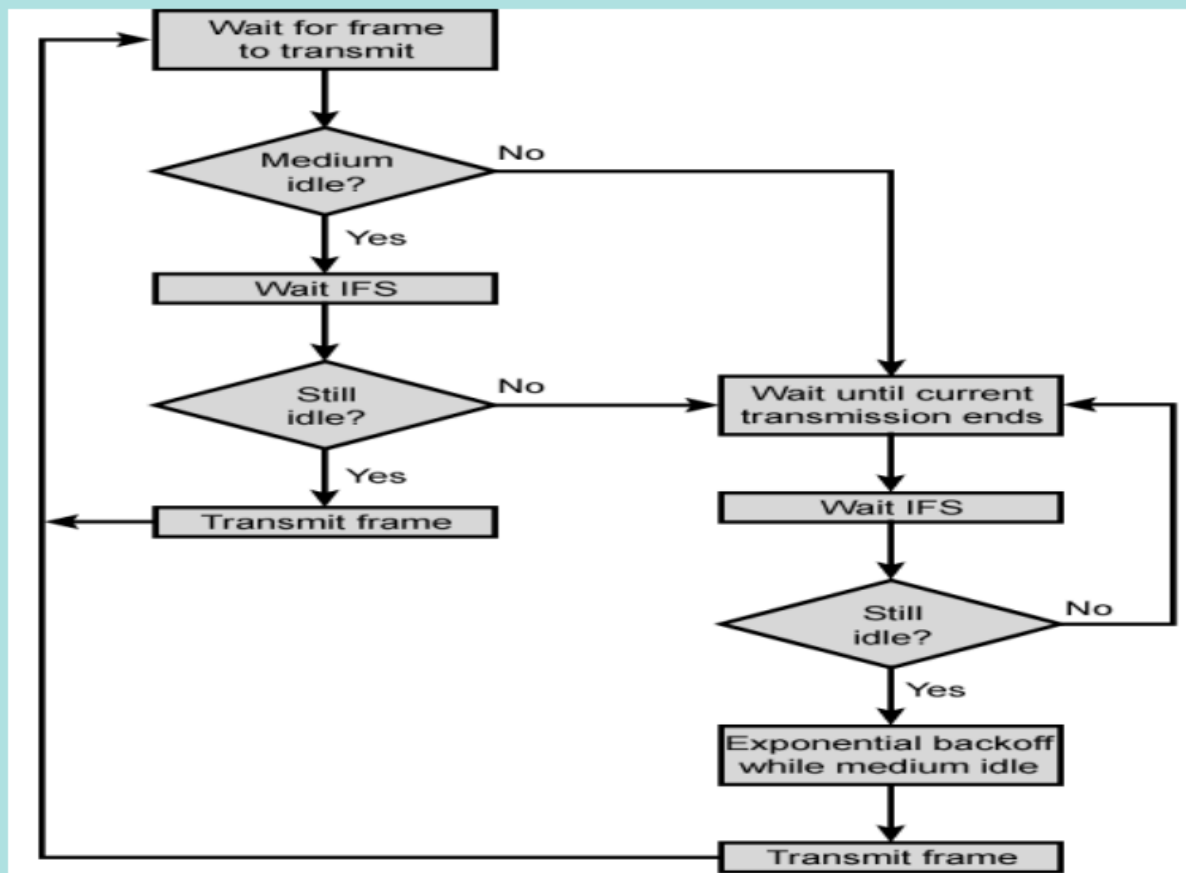 Wait for frame
to transmit
Medium
idle?
No
Yes
Wait IFS
Still
idle?
No
Yes
Transmit frame
Wait until current
transmission ends
Wait IFS
Still
idle?
No
Yes
Exponential backoff
while medium idle
Transmit frame